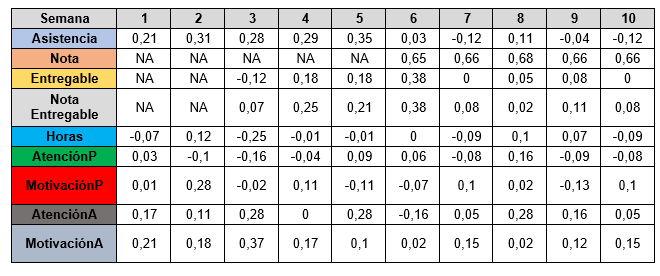 Semana 1 2 3 4 5 6 7 8 9 10
Asistencia 0,21 0,31 0,28 0,29 0,35 0,03 -0,12 0,11 -0,04 -0,12
Nota NA NA NA NA NA 0,65 0,66 0,68 0,66 0,66
Entregable NA NA -0,12 0,18 0,18 0,38 0 0,05 0,08 0
Nota
Entregable NA NA 0,07 0,25 0,21 0,38 0,08 0,02 0,11 0,08
Horas -0,07 0,12 -0,25 -0,01 -0,01 0 -0,09 0,1 0,07 -0,09
AtenciónP 0,03 -0,1 -0,16 -0,04 0,09 0,06 -0,08 0,16 -0,09 -0,08
MotivaciónP 0,01 0,28 -0,02 0,11 -0,11 -0,07 0,1 0,02 -0,13 0,1
AtenciónA 0,17 0,11 0,28 0 0,28 -0,16 0,05 0,28 0,16 0,05
MotivaciónA 0,21 0,18 0,37 0,17 0,1 0,02 0,15 0,02 0,12 0,15